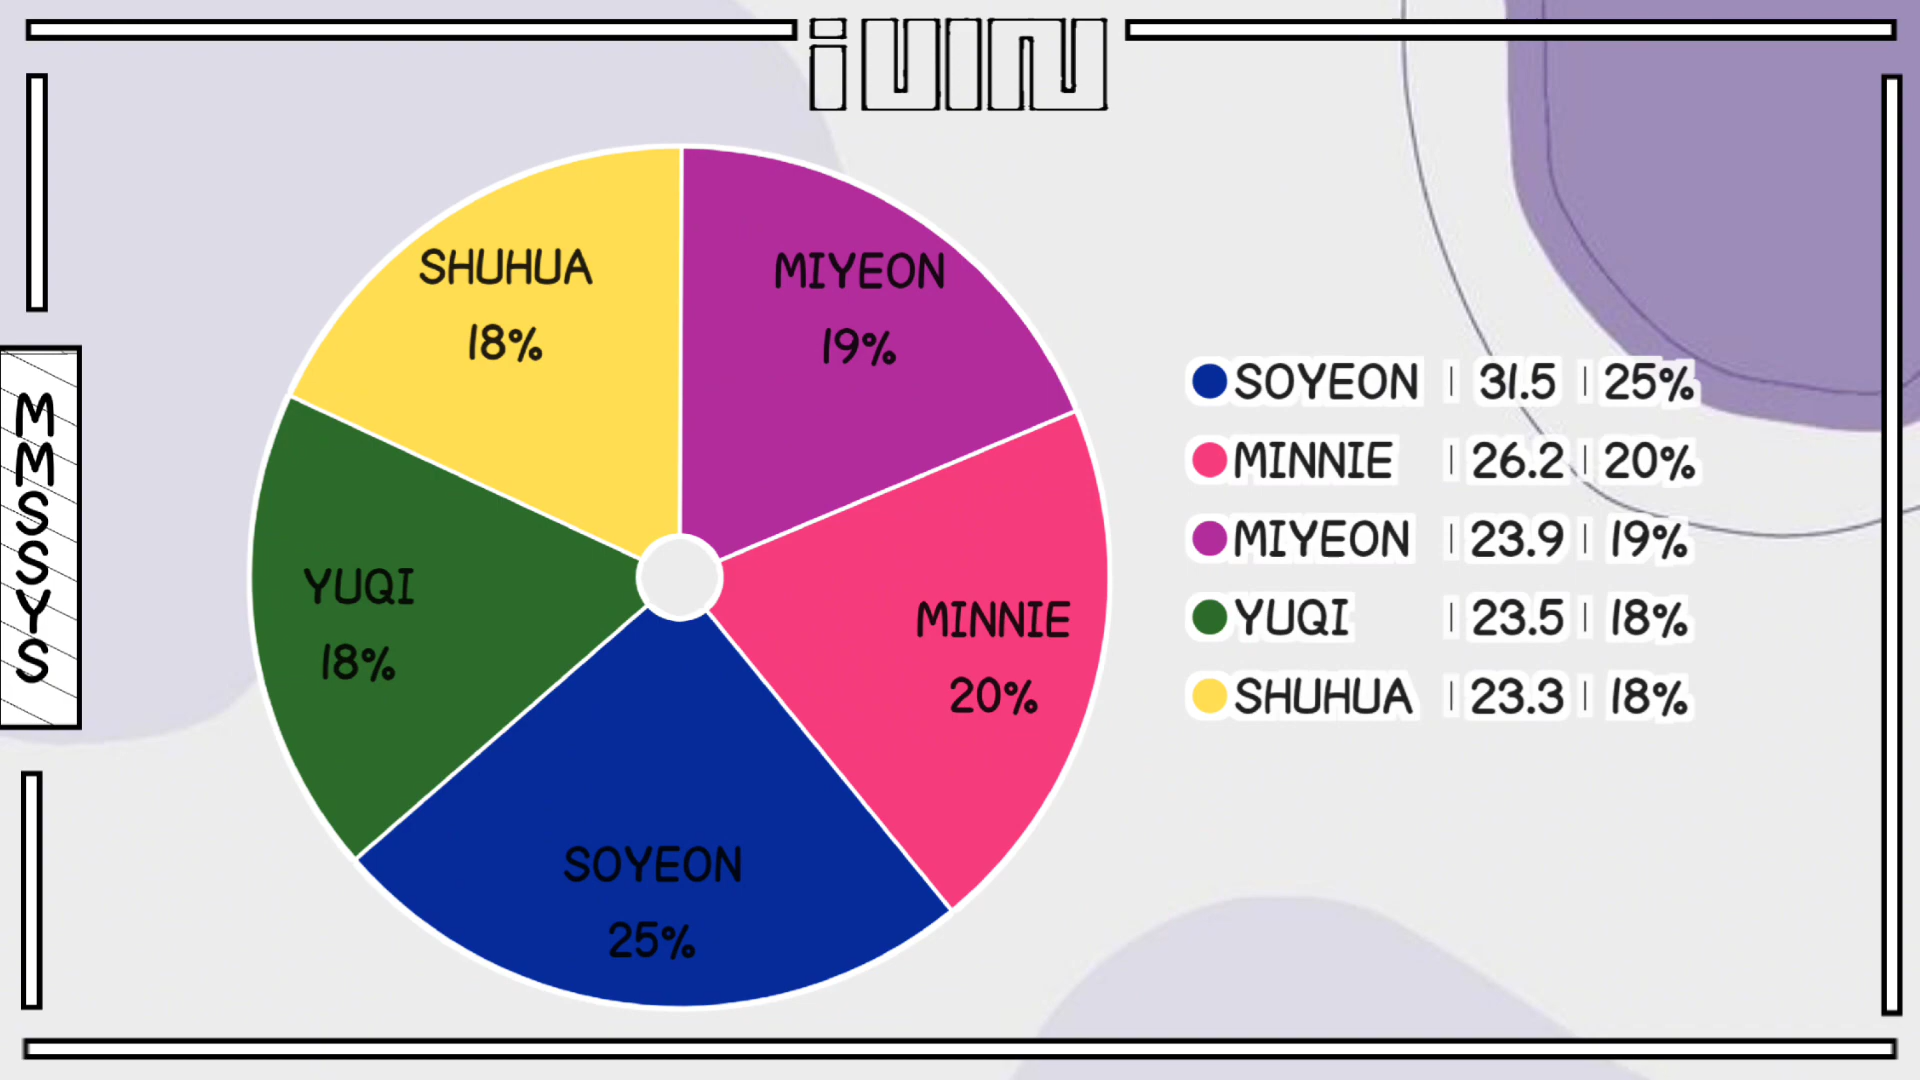 SHUHUA
18%
MIYEON
19%
YUQI
18%
MINNIE
20%
SOYEON
25%
SOYEON | 31.5 | 25%
MINNIE | 26.2 | 20%
MIYEON | 23.9 | 19%
YUQI | 23.5 | 18%
SHUHUA | 23.3 | 18%
MMSSYS